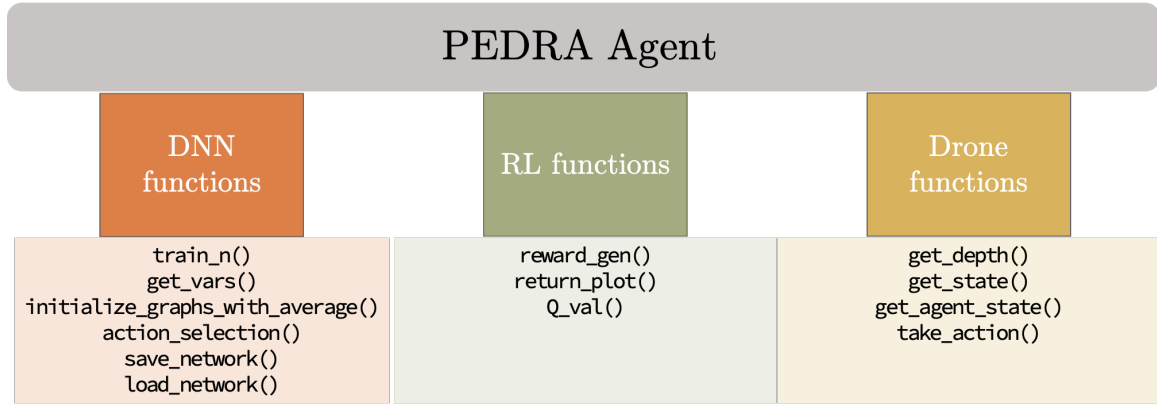 PEDRA Agent
DNN
functions
train_n()
get_vars()
initialize_graphs_with_average()
action_selection()
save_network()
load_network()
RL functions
reward_gen()
return_plot()
Q_val()
Drone
functions
get_depth()
get_state()
get_agent_state()
take_action()